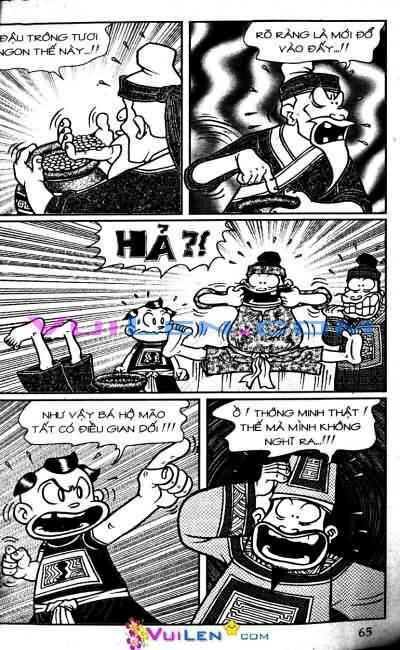 ĐẬU TRÔNG TƯƠI
NGON THẾ NÀY...!!
RÕ RÀNG LÀ MỚI ĐỔ
VÀO ĐẤY...!!
HẢ?!
VUILEN.COM
NHƯ VẬY BÁ HỘ MÃO
TẤT CÓ ĐIỀU GIAN DỐI!!!
Ồ! THÔNG MINH THẬT!
THẾ MÀ MÌNH KHÔNG
NGHĨ RA...!!!
65
VUILEN.COM